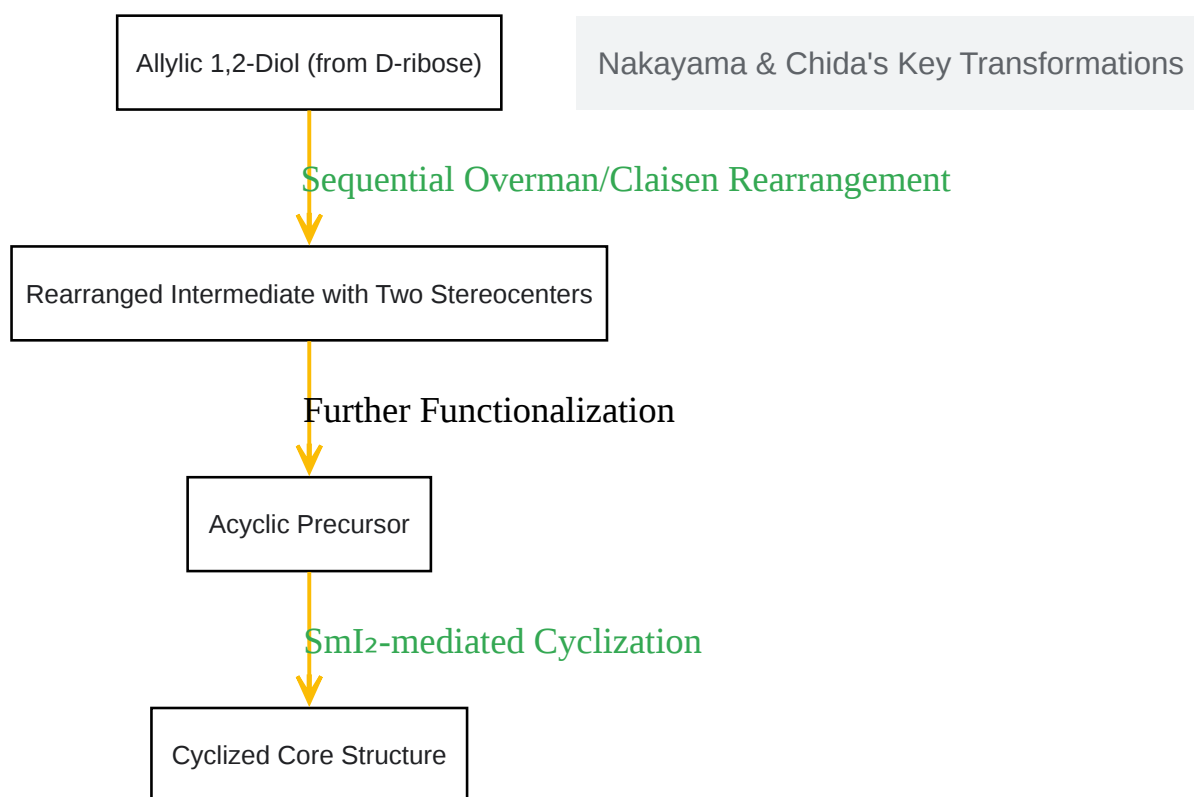 Allylic 1,2-Diol (from D-ribose)
Nakayama & Chida's Key Transformations
Sequential Overman/Claisen Rearrangement
Rearranged Intermediate with Two Stereocenters
Further Functionalization
Acyclic Precursor
SmI₂-mediated Cyclization
Cyclized Core Structure